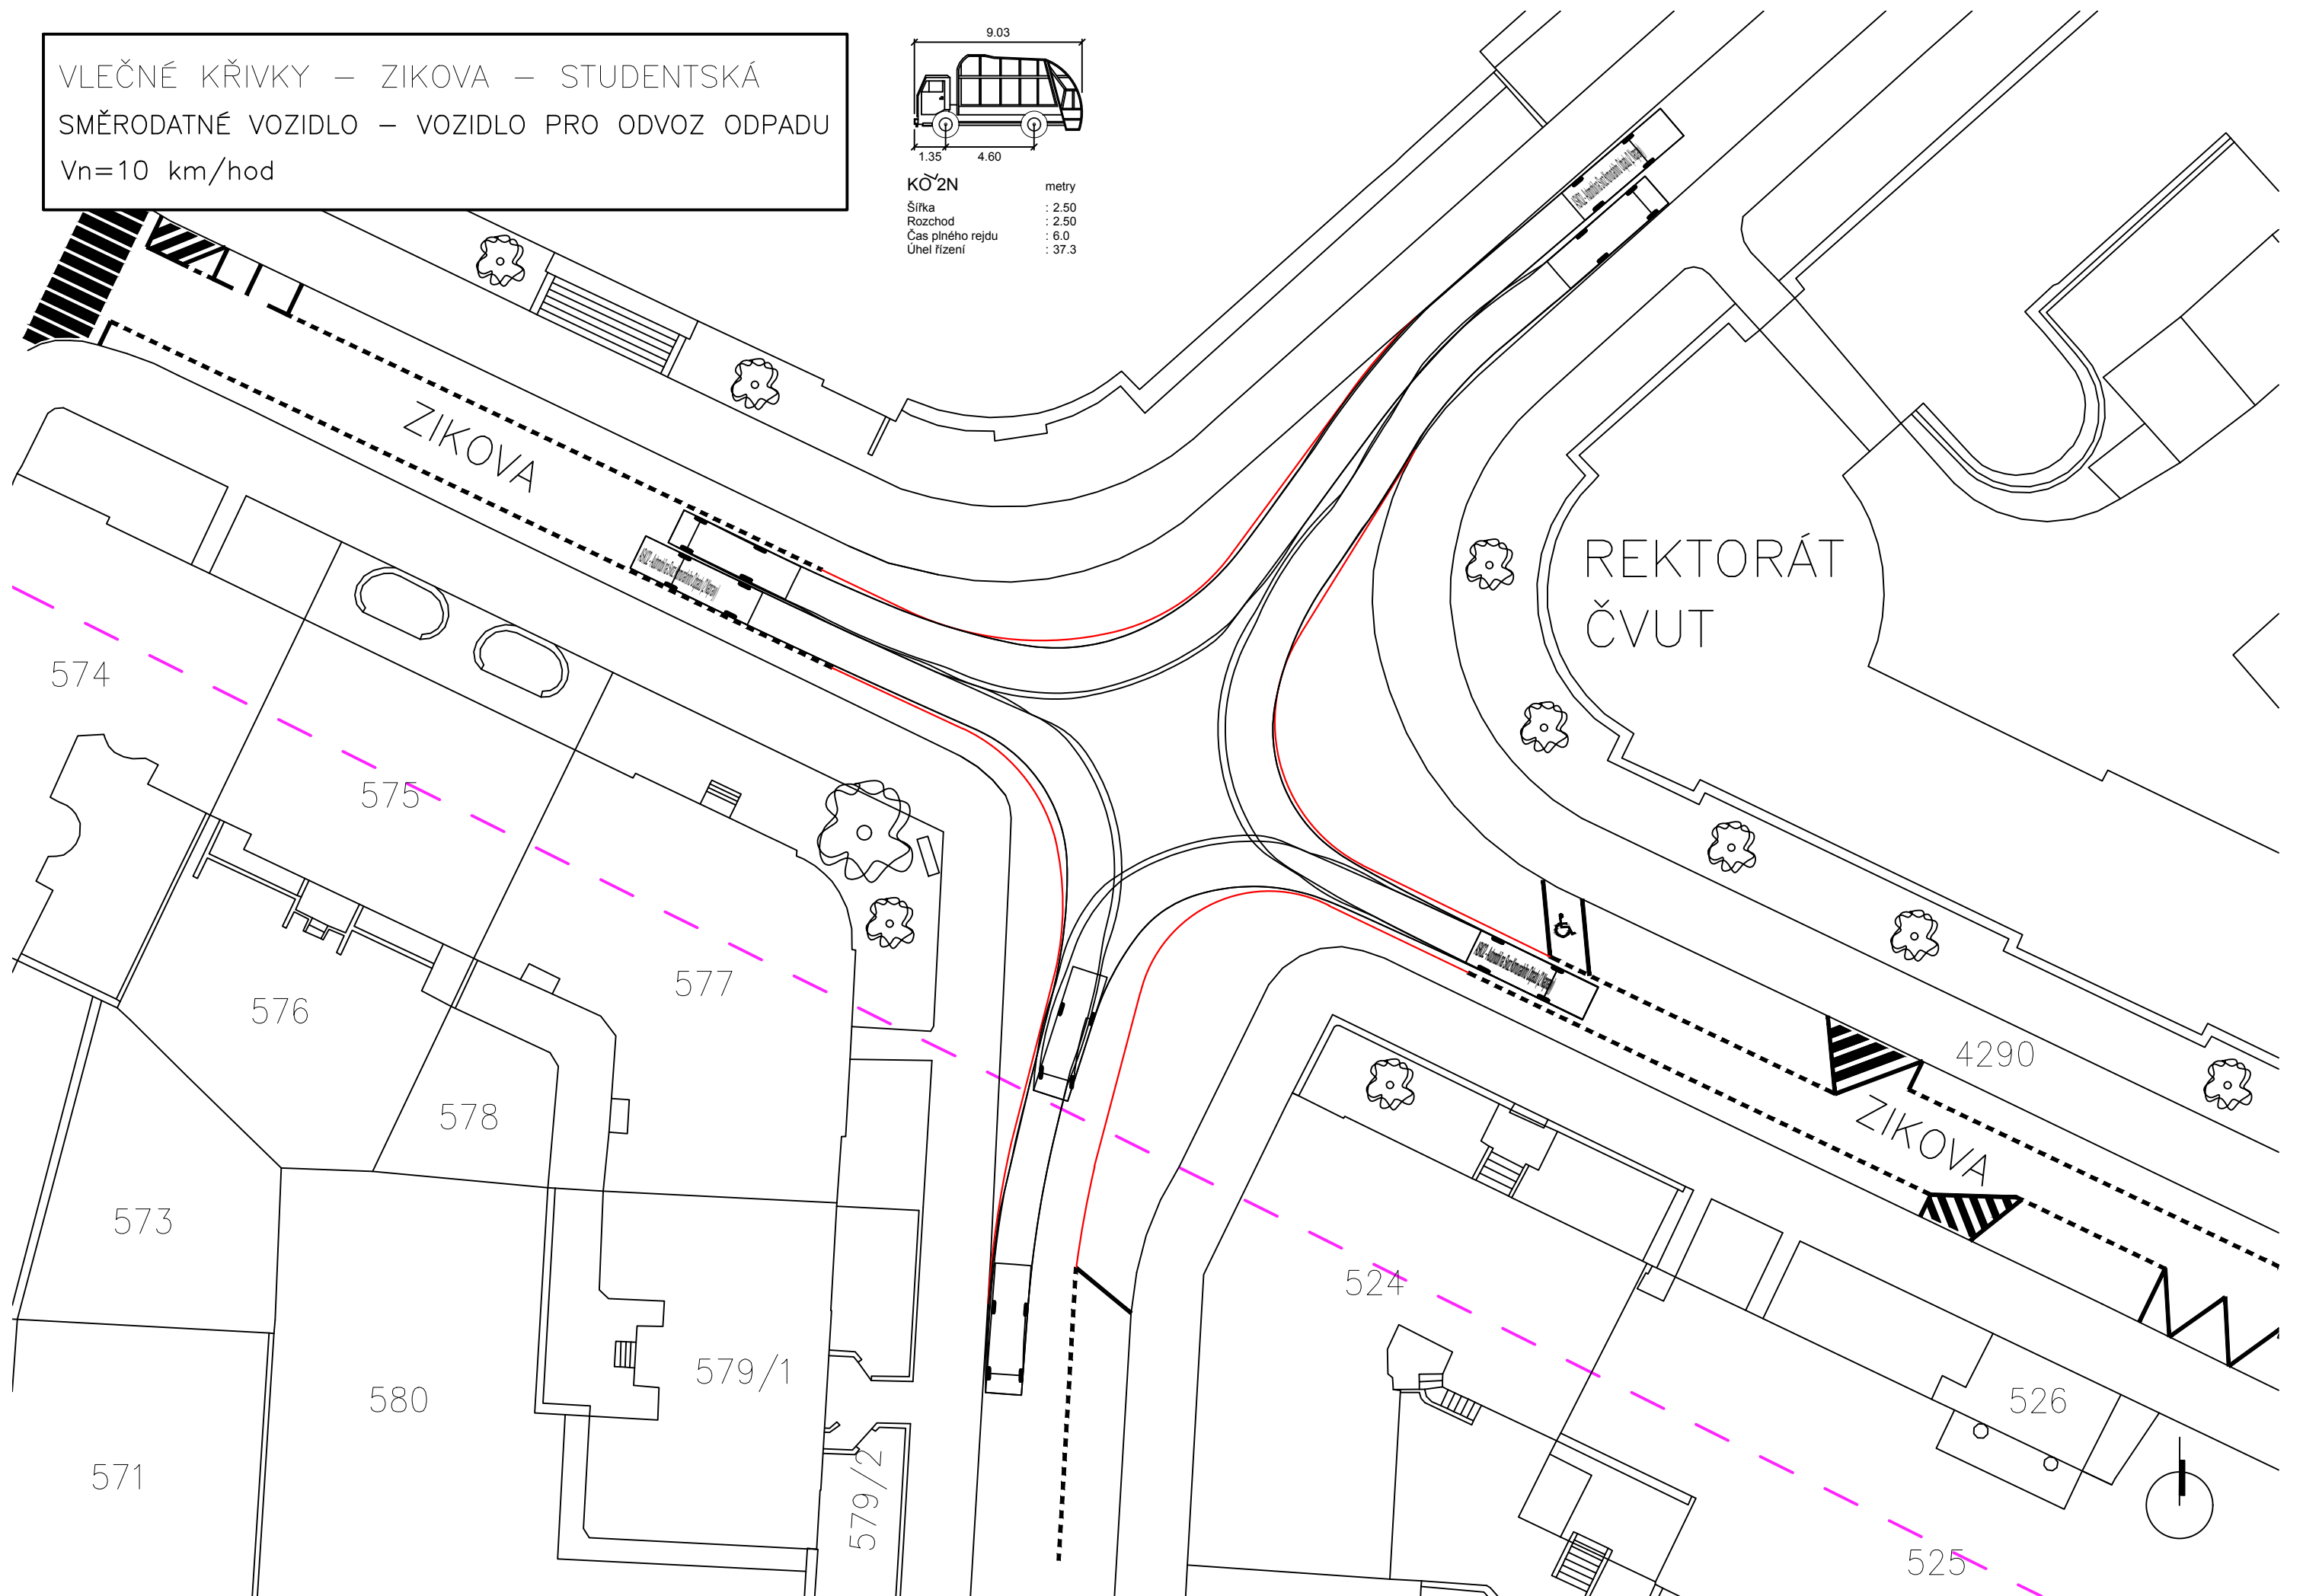 VLEČNÉ KŘIVKY – ZIKOVA – STUDENTSKÁ
SMĚRODATNÉ VOZIDLO – VOZIDLO PRO ODVOZ ODPADU
Vn=10 km/hod
9.03
1.35 4.60
KO 2N metry
Šířka : 2.50
Rozchod : 2.50
Čas plného rejdu : 6.0
Úhel řízení : 37.3
ZIKOVA
REKTORÁT
ČVUT
574
575
577
576
578
4290
ZIKOVA
573
524
579/1
580
526
571
579/2
525